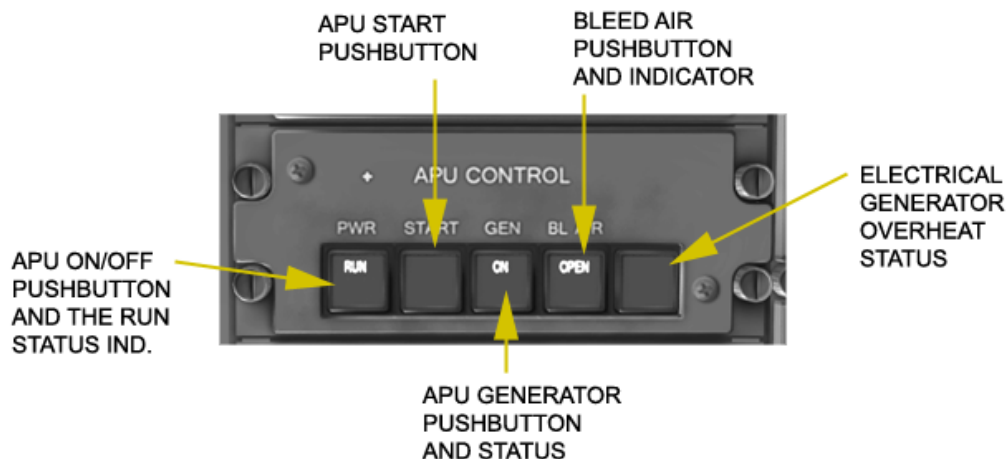 APU START
PUSHBUTTON
BLEED AIR
PUSHBUTTON
AND INDICATOR
+ APU CONTROL
PWR START GEN BL AIR
RUN ON OPEN
ELECTRICAL
GENERATOR
OVERHEAT
STATUS
APU ON/OFF
PUSHBUTTON
AND THE RUN
STATUS IND.
APU GENERATOR
PUSHBUTTON
AND STATUS